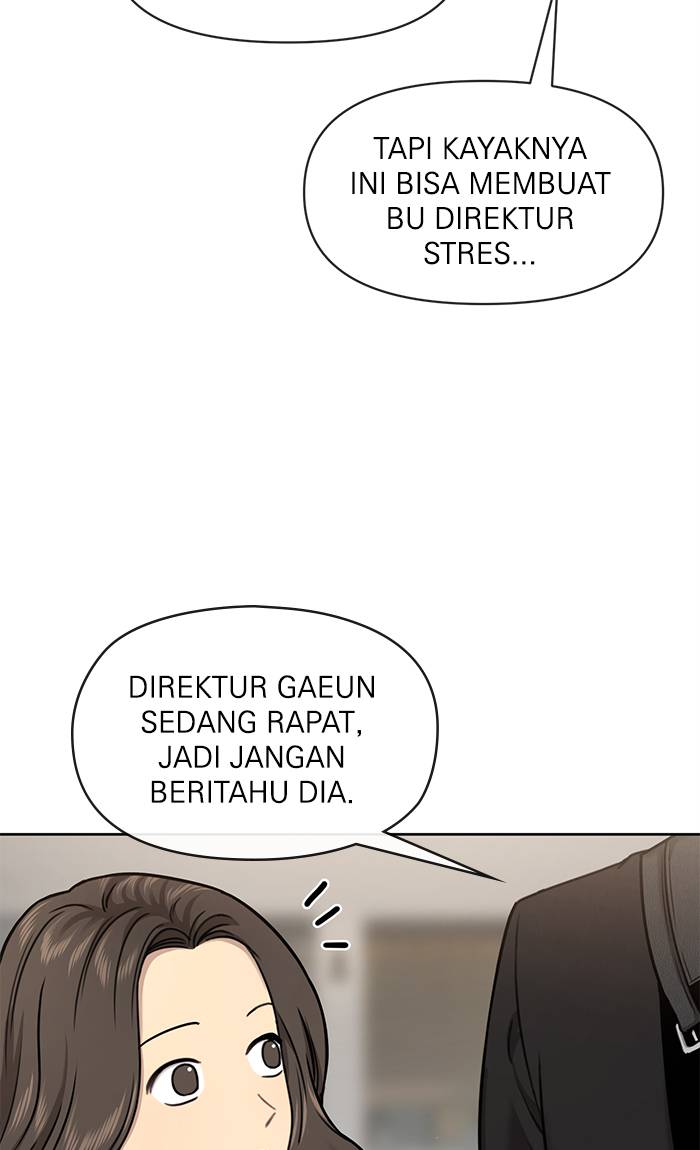 TAPI KAYAKNYA
INI BISA MEMBUAT
BU DIREKTUR
STRES...
DIREKTUR GAEUN
SEDANG RAPAT,
JADI JANGAN
BERITAHU DIA.